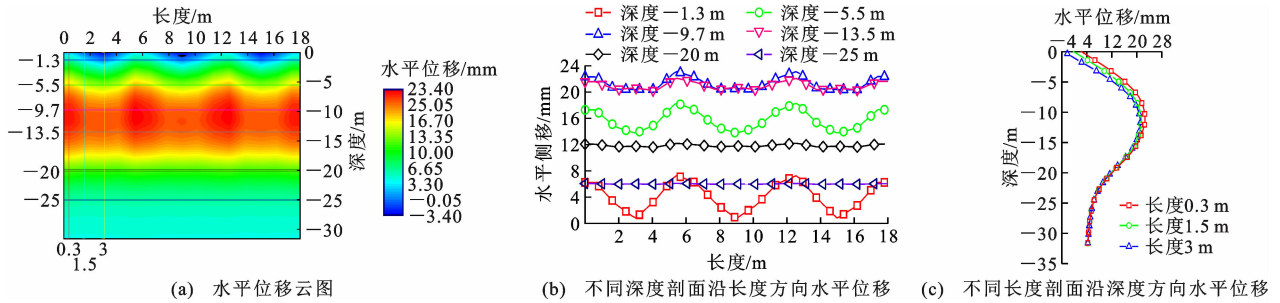 长度/m
0 2 4 6 8 10 12 14 16 18
−1.3
−5.5
−9.7
−13.5
−20
−25
0
−5
−10
−15
−20
−25
−30
深度/m
0.3
1.5
3
水平位移/mm
23.40
25.05
16.70
13.35
10.00
6.65
3.30
−0.05
−3.40
(a) 水平位移云图
深度−1.3 m
深度−5.5 m
深度−9.7 m
深度−13.5 m
深度−20 m
深度−25 m
水平侧移/mm
24
20
16
12
8
4
0
2 4 6 8 10 12 14 16 18
长度/m
(b) 不同深度剖面沿长度方向水平位移
水平位移/mm
−4 4 12 20 28
0
−5
−10
−15
−20
−25
−30
−35
深度/m
长度0.3 m
长度1.5 m
长度3 m
(c) 不同长度剖面沿深度方向水平位移